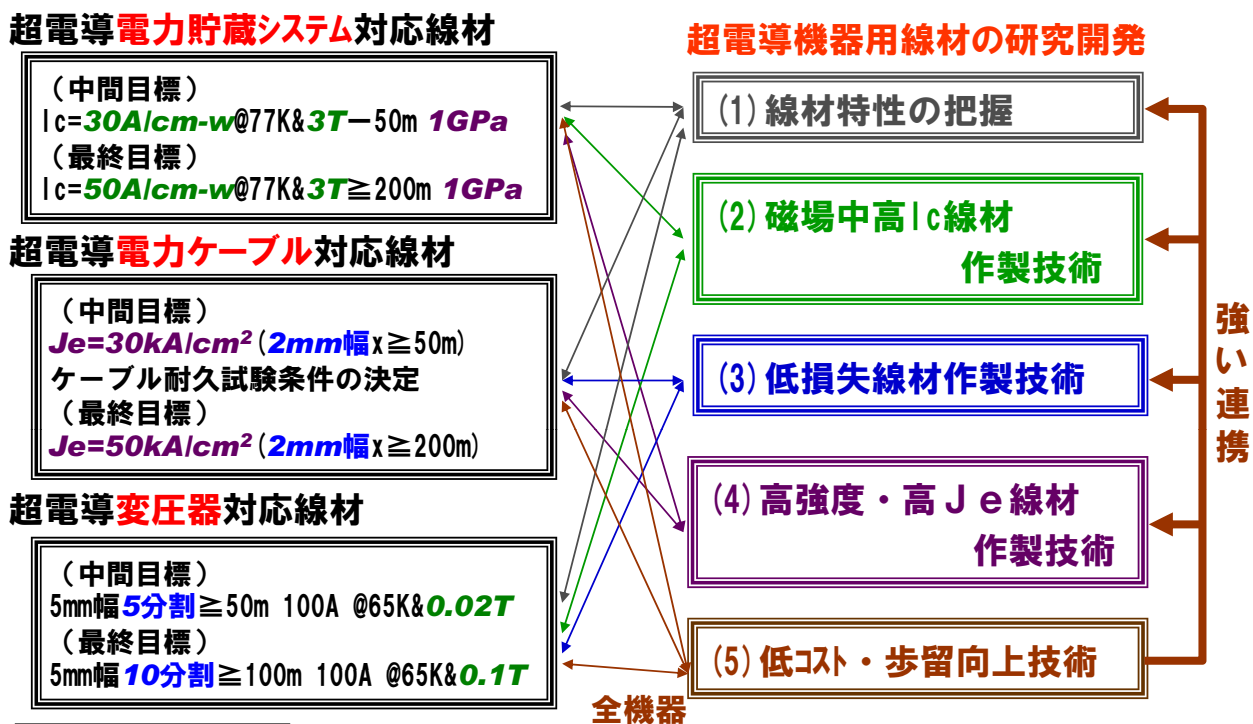 超電導電力貯蔵システム対応線材
(中間目標)
Ic=30A/cm-w@77K&3T－50m 1GPa
(最終目標)
Ic=50A/cm-w@77K&3T≧200m 1GPa
超電導電力ケーブル対応線材
(中間目標)
Je=30kA/cm²(2mm幅x≧50m)
ケーブル耐久試験条件の決定
(最終目標)
Je=50kA/cm²(2mm幅x≧200m)
超電導変圧器対応線材
(中間目標)
5mm幅5分割≧50m 100A @65K&0.02T
(最終目標)
5mm幅10分割≧100m 100A @65K&0.1T
超電導機器用線材の研究開発
(1)線材特性の把握
(2)磁場中高Ic線材
作製技術
(3)低損失線材作製技術
(4)高強度・高Ｊｅ線材
作製技術
(5)低コスト・歩留向上技術
全機器
強い連携